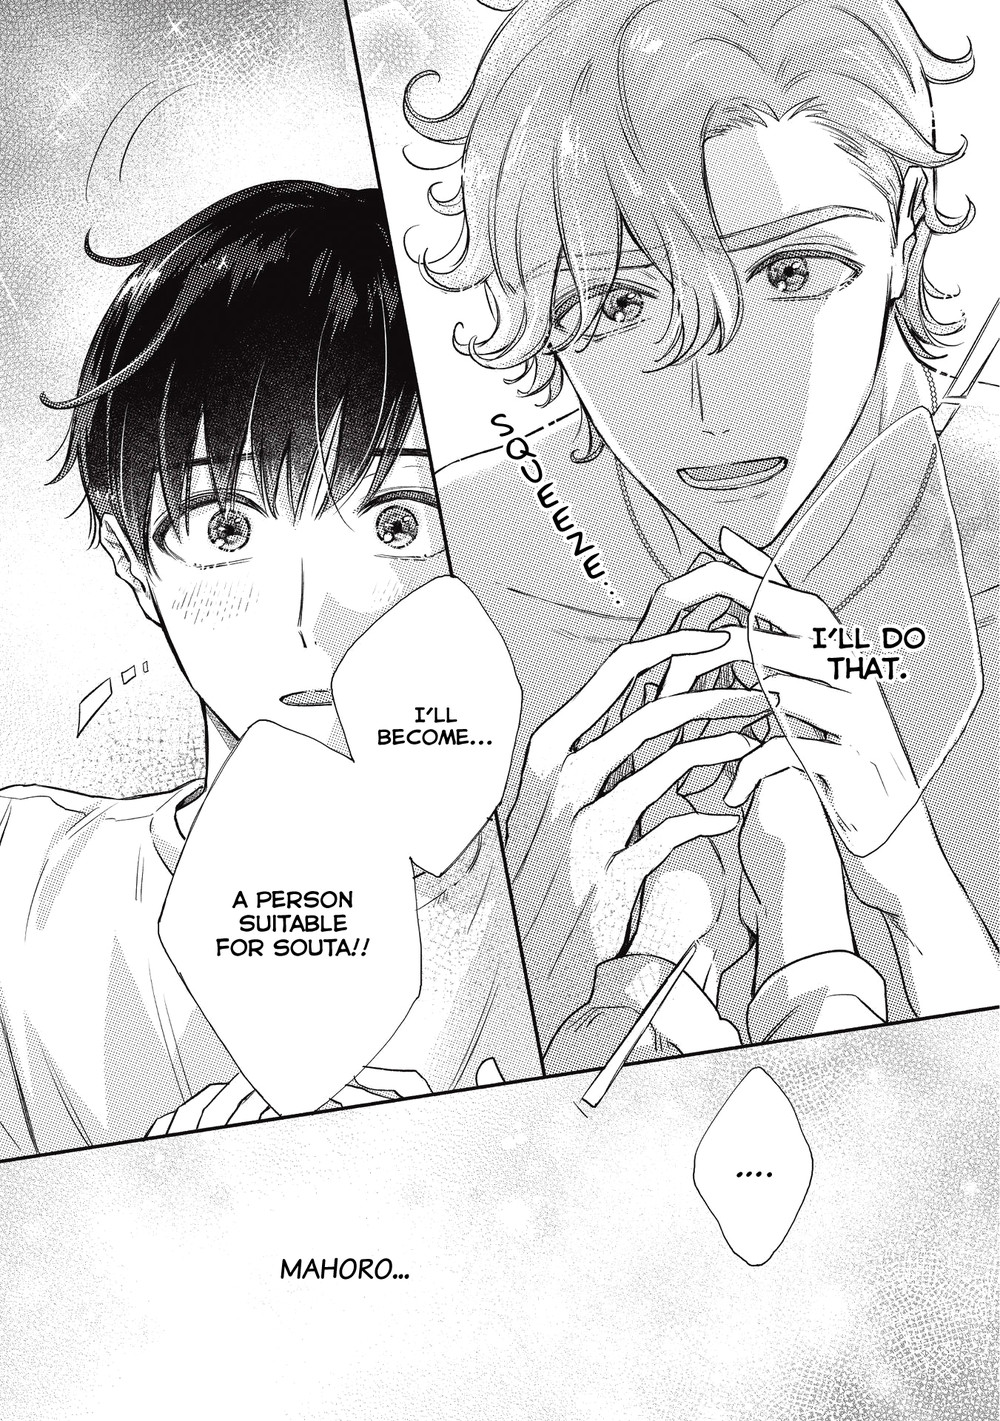 SQUEEZE...
I'LL DO
THAT.
I'LL
BECOME...
A PERSON
SUITABLE
FOR SOUTA!!
....
MAHORO...